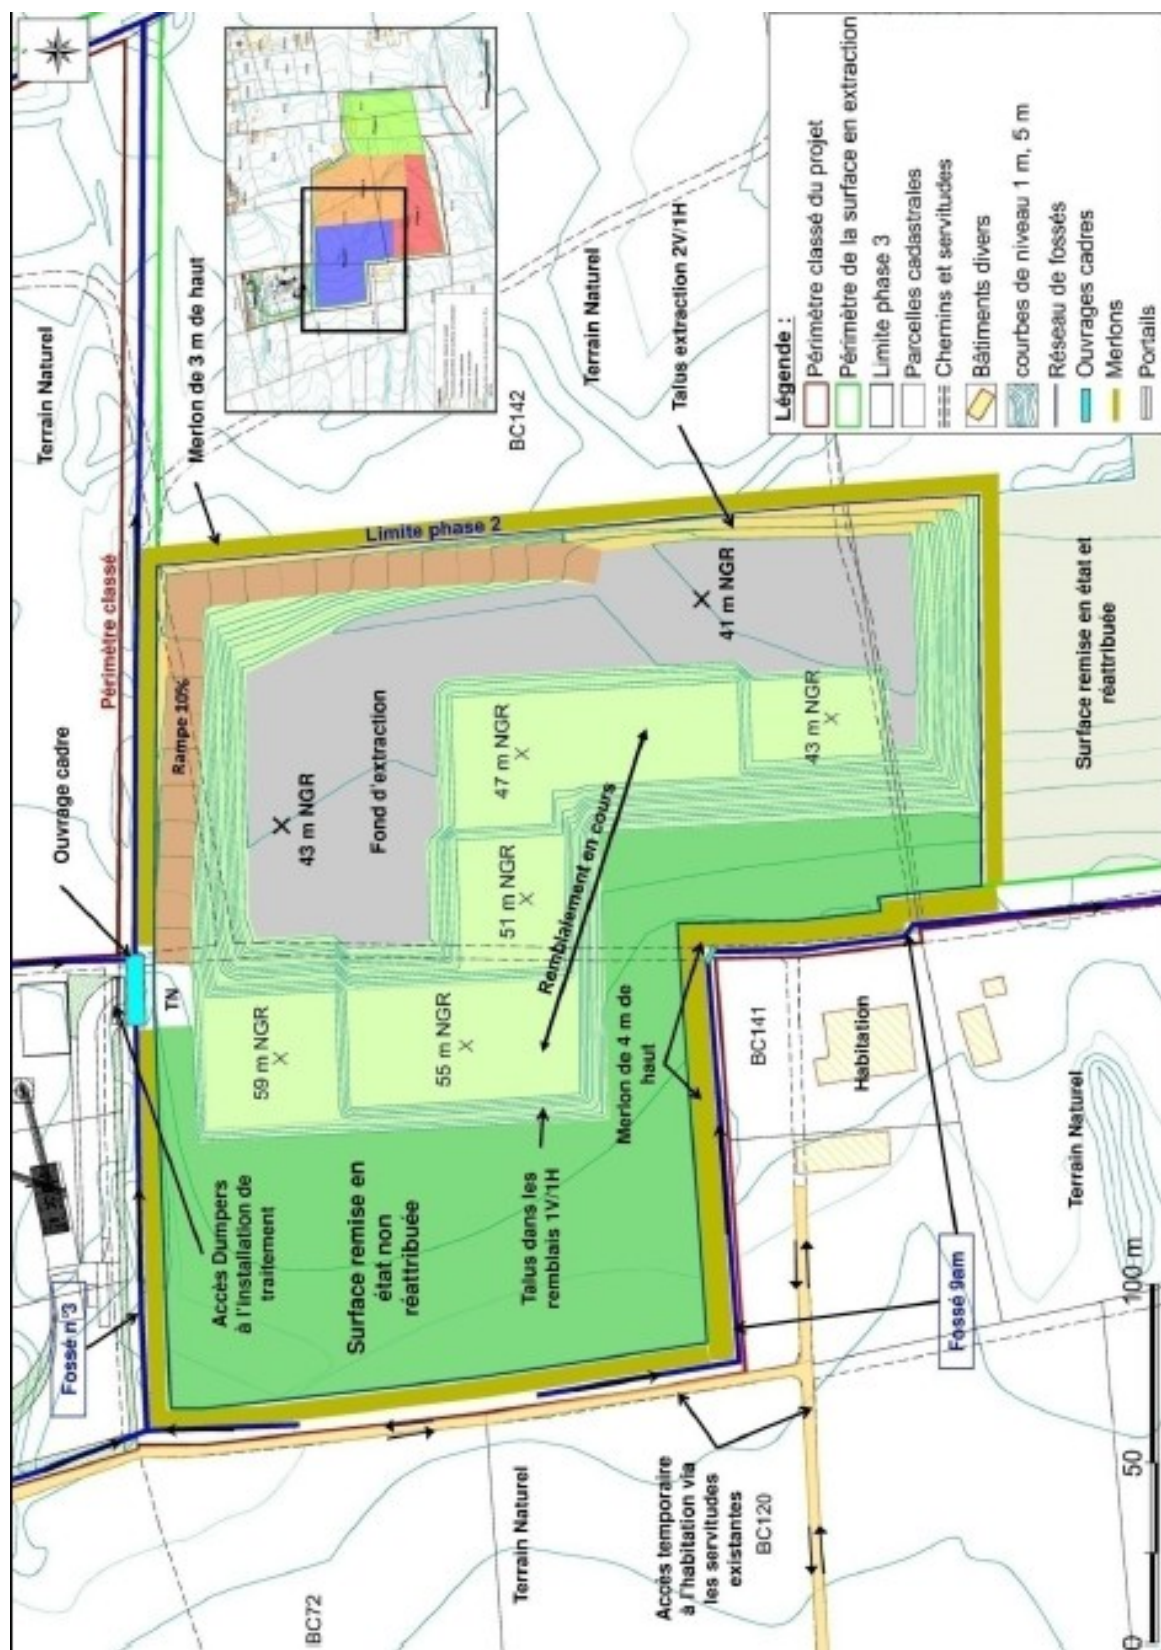 Terrain Naturel
Merlon de 3 m de haut
BC142
Terrain Naturel
Talus extraction 2V/1H
Légende :
Périmètre classé du projet
Périmètre de la surface en extraction
Limite phase 3
Parcelles cadastrales
Chemins et servitudes
Bâtiments divers
courbes de niveau 1 m, 5 m
Réseau de fossés
Ouvrages cadres
Merlons
Portails
Périmètre classé
Limite phase 2
Ouvrage cadre
Rampe 10%
43 m NGR
Fond d'extraction
41 m NGR
47 m NGR
43 m NGR
51 m NGR
Remblaiement en cours
Surface remise en état et
réattribuée
TN
59 m NGR
55 m NGR
Merlon de 4 m de
haut
BC141
Habitation
Terrain Naturel
Fossé n°3
Accès Dumpers
à l'installation de
traitement
Surface remise en
état non
réattribuée
Talus dans les
remblais 1V/1H
Fossé 9am
BC72
Terrain Naturel
Accès temporaire
à l'habitation via
les servitudes
existantes
BC120
0
50
100 m